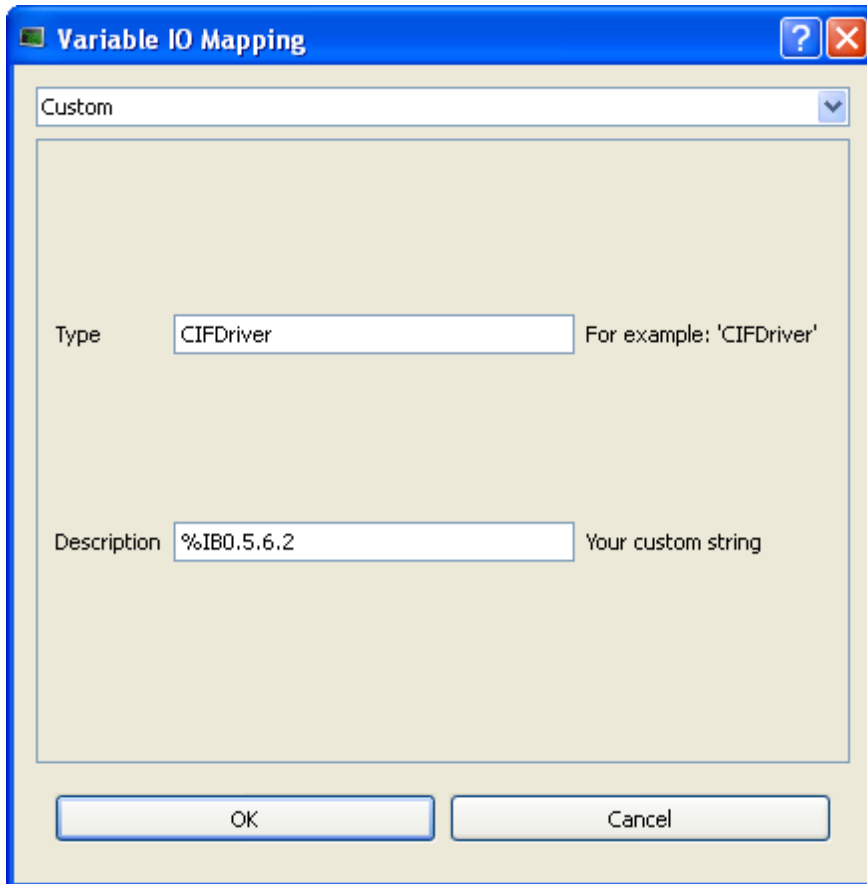 Variable IO Mapping
Custom
Type CIFDriver For example: 'CIFDriver'
Description %IB0.5.6.2 Your custom string
OK Cancel